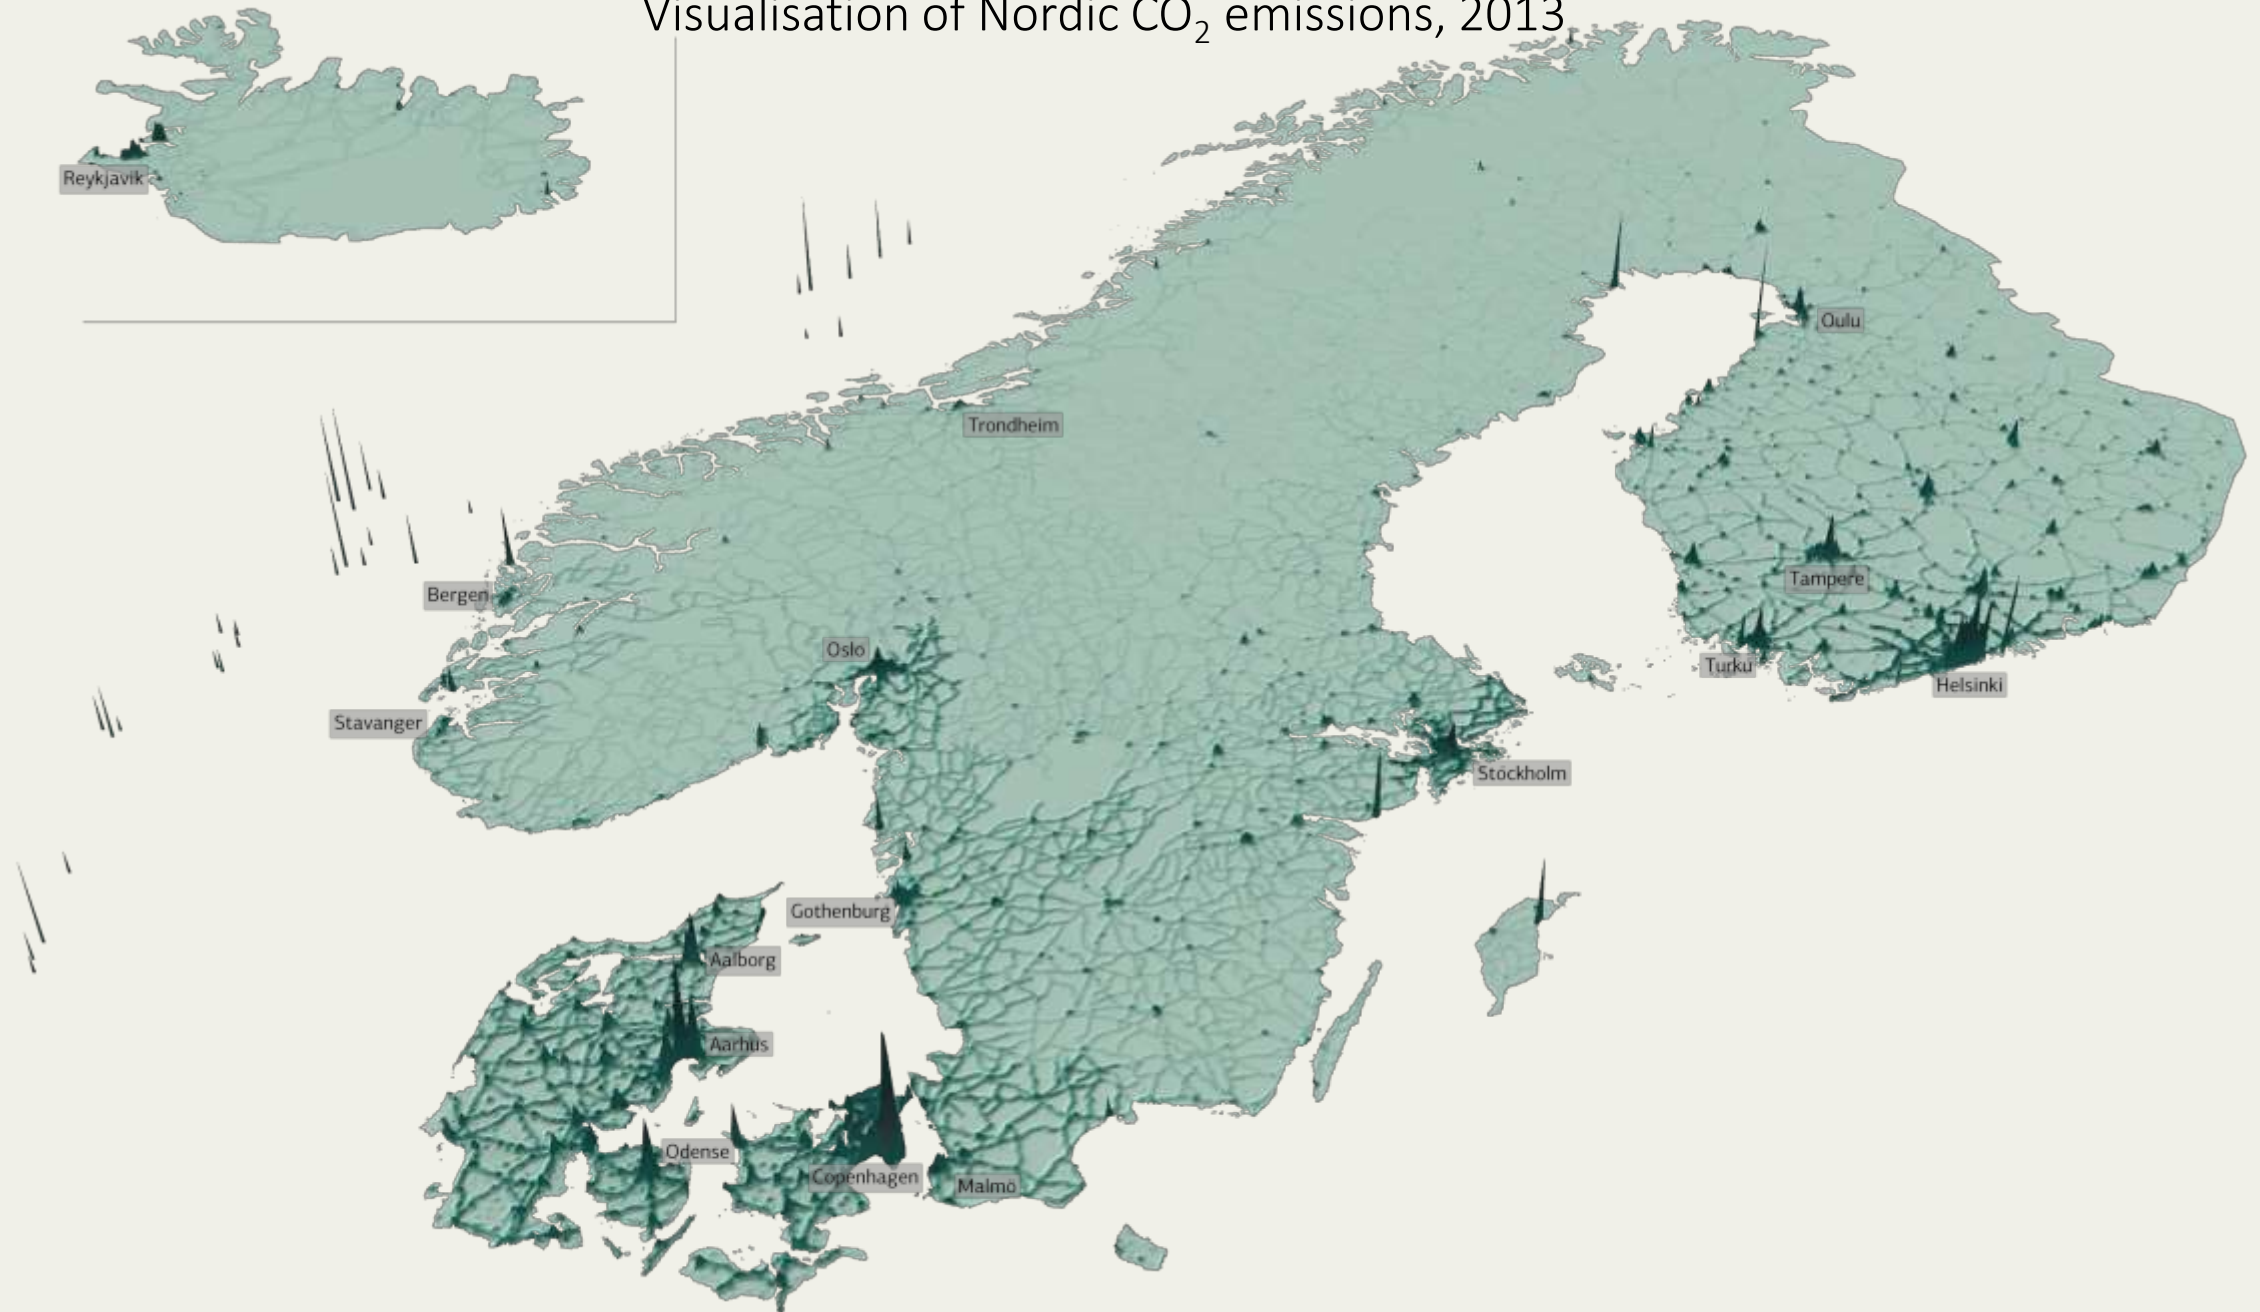 Visualisation of Nordic CO₂ emissions, 2013
Reykjavik
Oulu
Trondheim
Tampere
Bergen
Oslo
Turku
Helsinki
Stavanger
Stockholm
Gothenburg
Aalborg
Aarhus
Odense
Copenhagen
Malmö